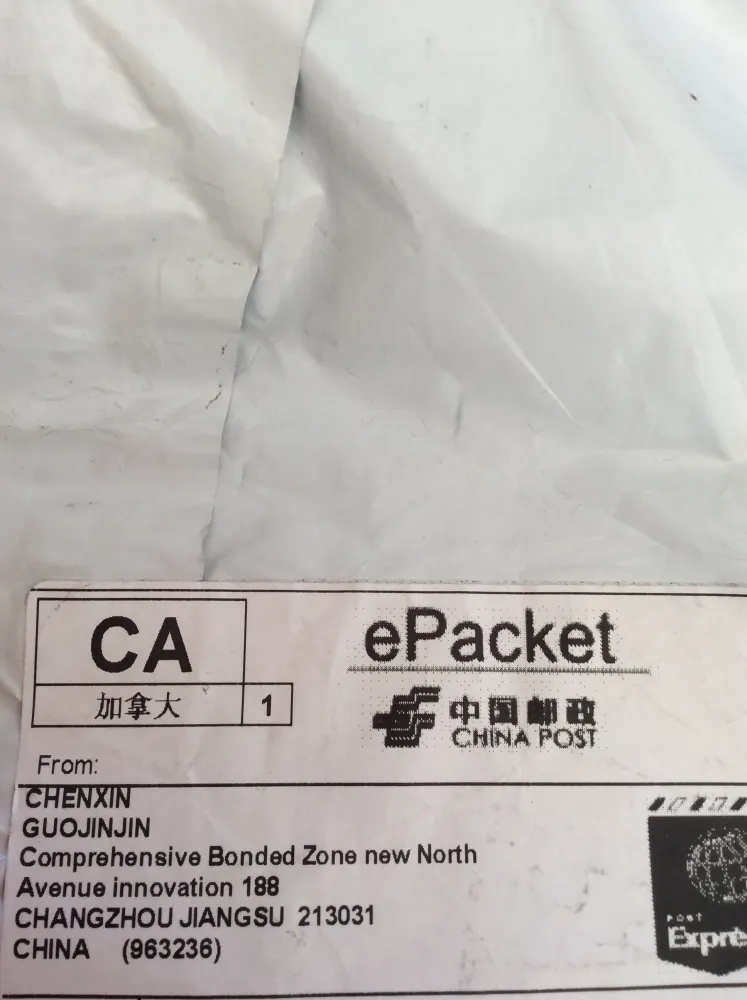 CA
加拿大 1
ePacket
中国邮政
CHINA POST
From:
CHENXIN
GUOJINJIN
Comprehensive Bonded Zone new North
Avenue innovation 188
CHANGZHOU JIANGSU 213031
CHINA (963236)
POST